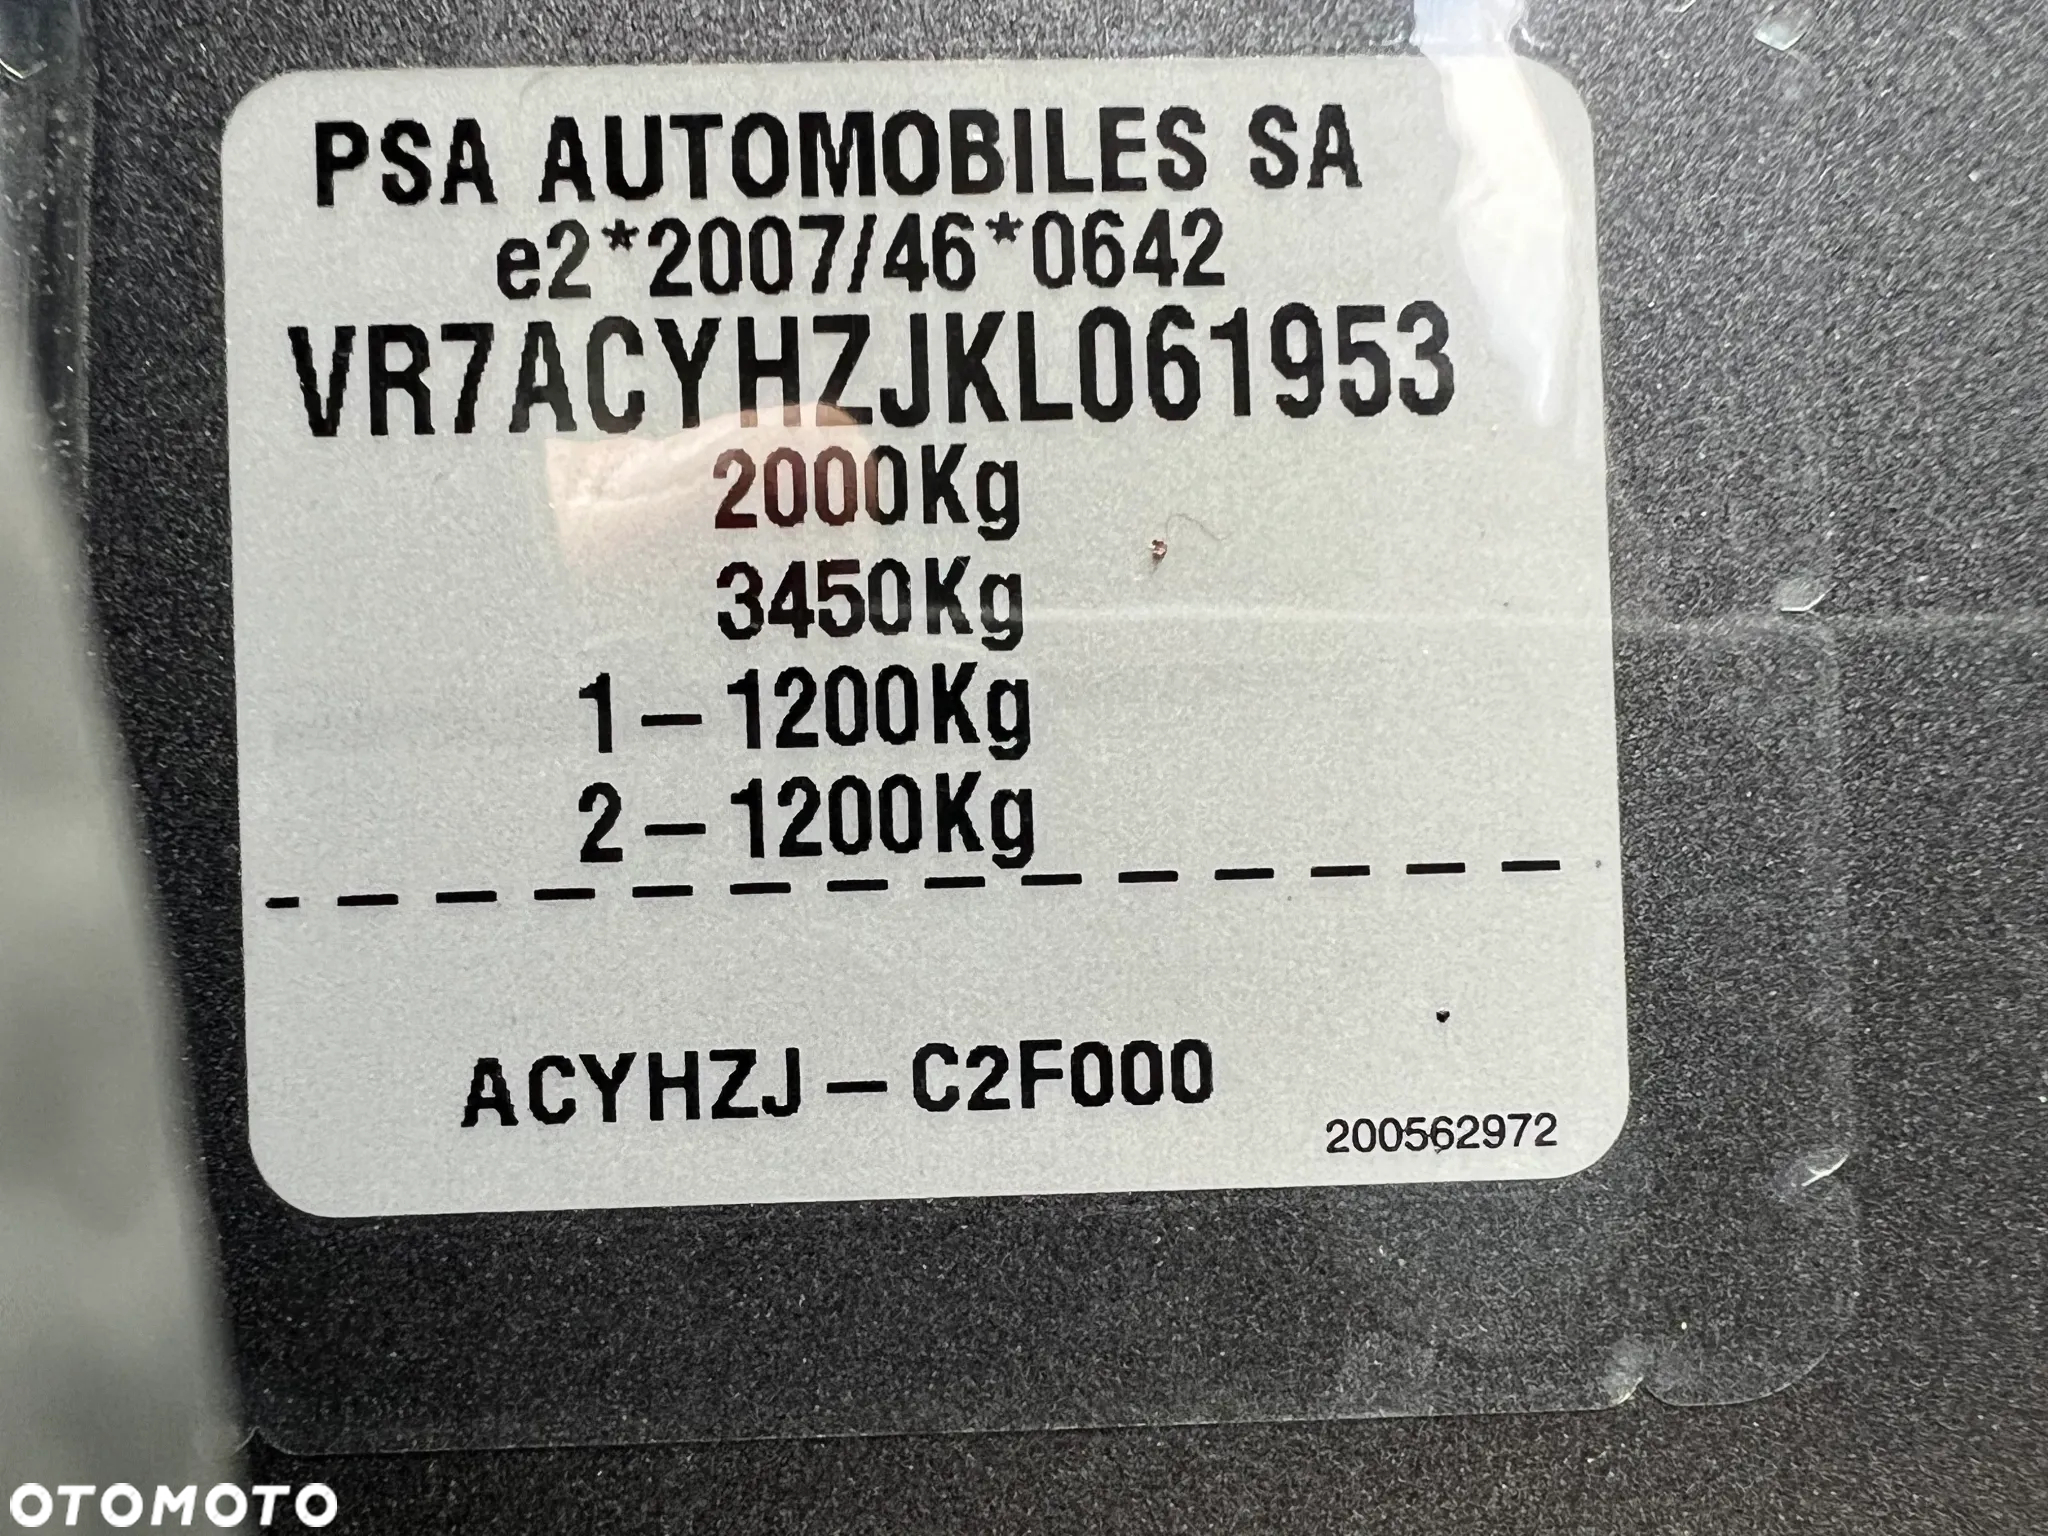 PSA AUTOMOBILES SA
e2*2007/46*0642
VR7ACYHZJKL061953
2000Kg
3450Kg
1-1200Kg
2-1200Kg
ACYHZJ-C2F000
200562972
OTOMOTO